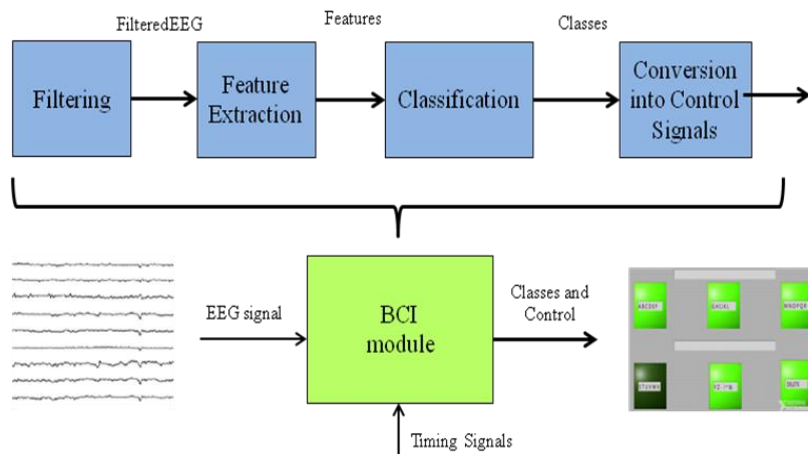 FilteredEEG
Features
Classes
Filtering
Feature
Extraction
Classification
Conversion
into Control
Signals
EEG signal
BCI
module
Classes and
Control
Timing Signals